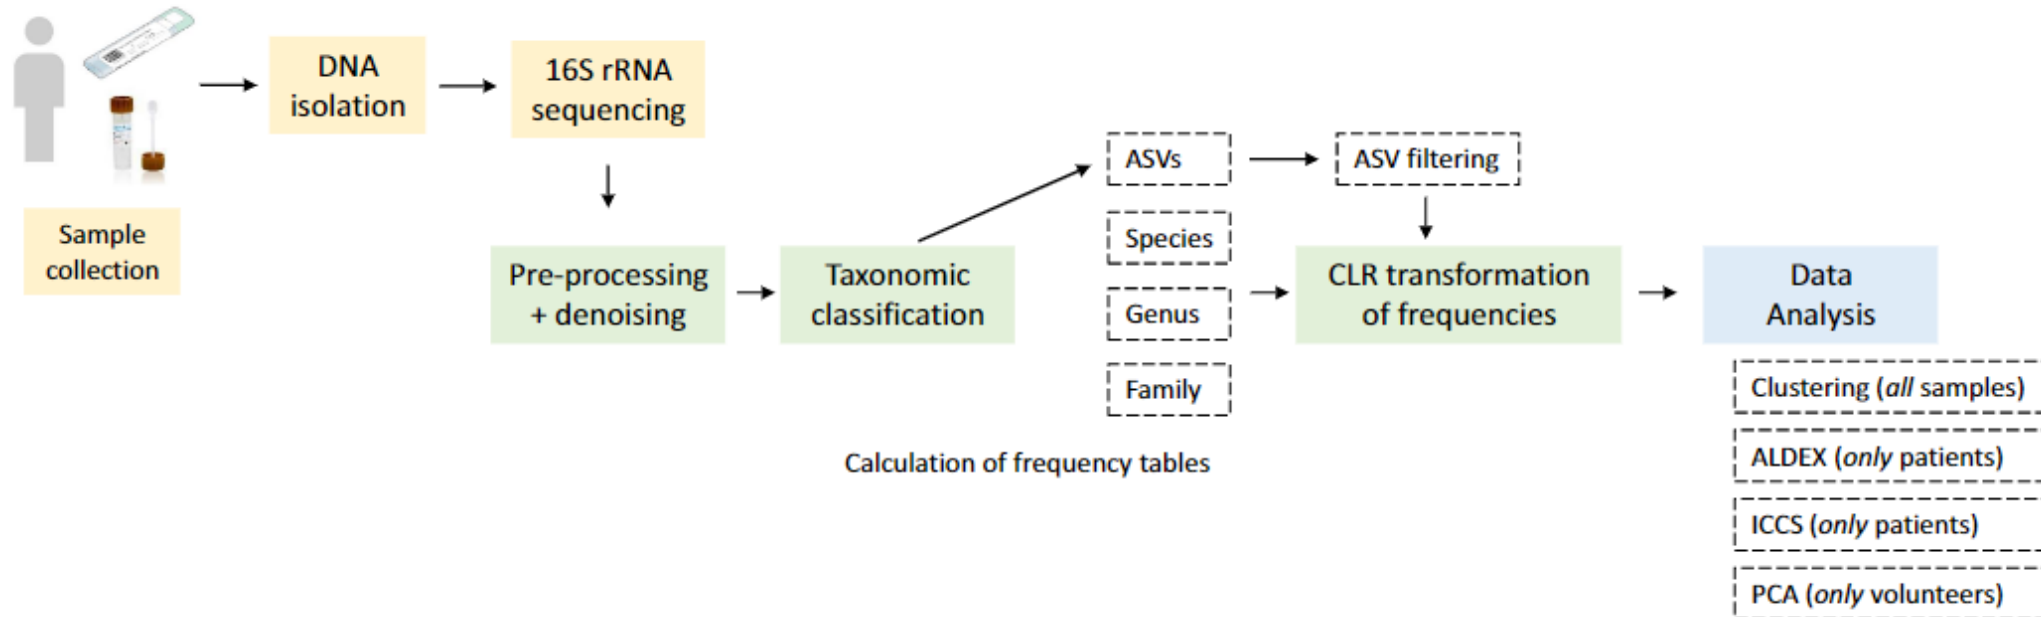 DNA
isolation
16S rRNA
sequencing
Sample
collection
Pre-processing
+ denoising
Taxonomic
classification
ASVs
Species
Genus
Family
ASV filtering
CLR transformation
of frequencies
Data
Analysis
Calculation of frequency tables
Clustering (all samples)
ALDEX (only patients)
ICCS (only patients)
PCA (only volunteers)